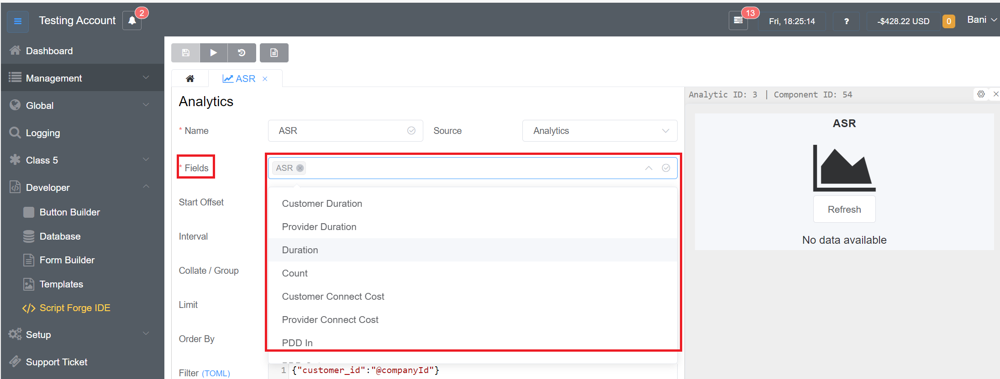 Testing Account
2
13
Fri, 18:25:14
?
-$428.22 USD
0
Bani
Dashboard
Management
Global
Logging
Class 5
Developer
Button Builder
Database
Form Builder
Templates
</> Script Forge IDE
Setup
Support Ticket
ASR ×
Analytics
* Name
ASR
Source
Analytics
* Fields
ASR
Customer Duration
Provider Duration
Duration
Count
Customer Connect Cost
Provider Connect Cost
PDD In
Start Offset
Interval
Collate / Group
Limit
Order By
Filter (TOML)
1 {"customer_id":"@companyId"}
Analytic ID: 3 | Component ID: 54
ASR
Refresh
No data available